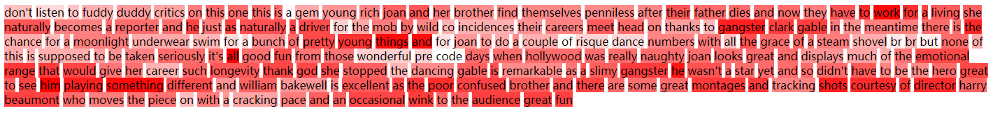 don't listen to fuddy duddy critics on this one this is a gem young rich joan and her brother find themselves penniless after their father dies and now they have to work for a living she
naturally becomes a reporter and he just as naturally a driver for the mob by wild co incidences their careers meet head on thanks to gangster clark gable in the meantime there is the
chance for a moonlight underwear swim for a bunch of pretty young things and for joan to do a couple of risque dance numbers with all the grace of a steam shovel br br but none of
this is supposed to be taken seriously it's all good fun from those wonderful pre code days when hollywood was really naughty joan looks great and displays much of the emotional
range that would give her career such longevity thank god she stopped the dancing gable is remarkable as a slimy gangster he wasn't a star yet and so didn't have to be the hero great
to see him playing something different and william bakewell is excellent as the poor confused brother and there are some great montages and tracking shots courtesy of director harry
beaumont who moves the piece on with a cracking pace and an occasional wink to the audience great fun